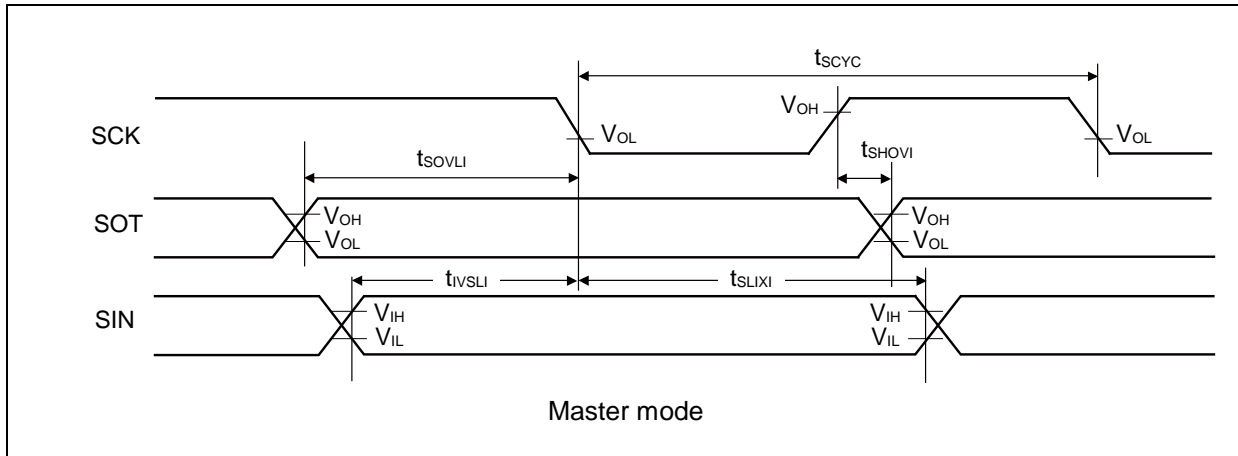 tSCYC
SCK
VOH
VOL
VOL
tSOVLI
tSHOVI
SOT
VOH
VOL
VOH
VOL
tIVSLI
tSLIXI
SIN
VIH
VIL
VIH
VIL
Master mode